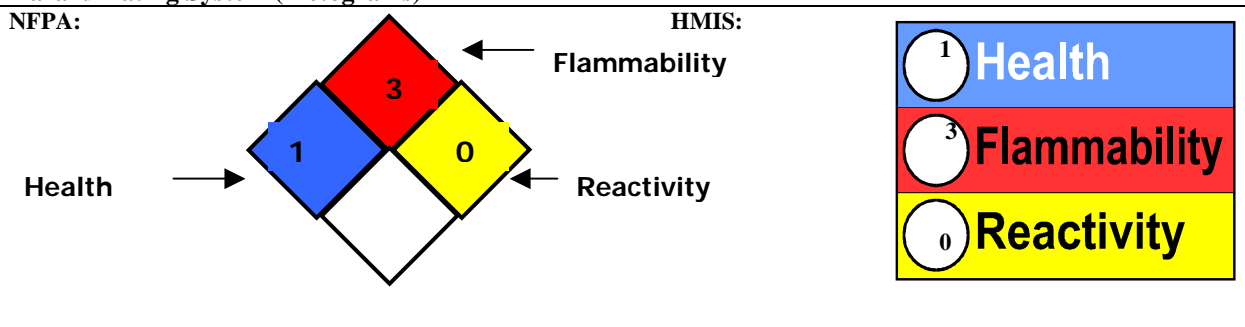 NFPA:
HMIS:
Flammability
3
1
0
Health
Reactivity
1 Health
3 Flammability
0 Reactivity